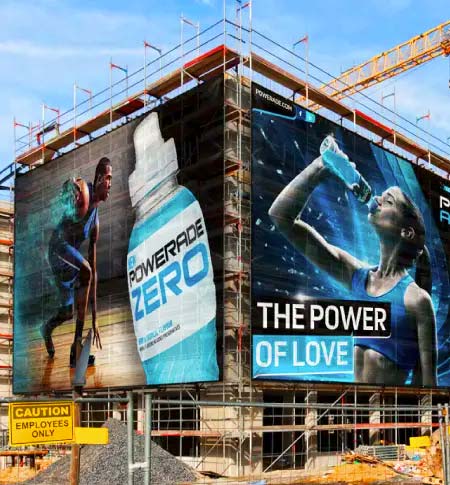 POWERADE
ZERO
POWERADE.COM
f
THE POWER
OF LOVE
CAUTION
EMPLOYEES
ONLY